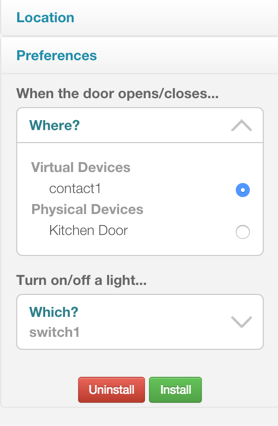 Location
Preferences
When the door opens/closes...
Where?
Virtual Devices
contact1
Physical Devices
Kitchen Door
Turn on/off a light...
Which?
switch1
Uninstall Install